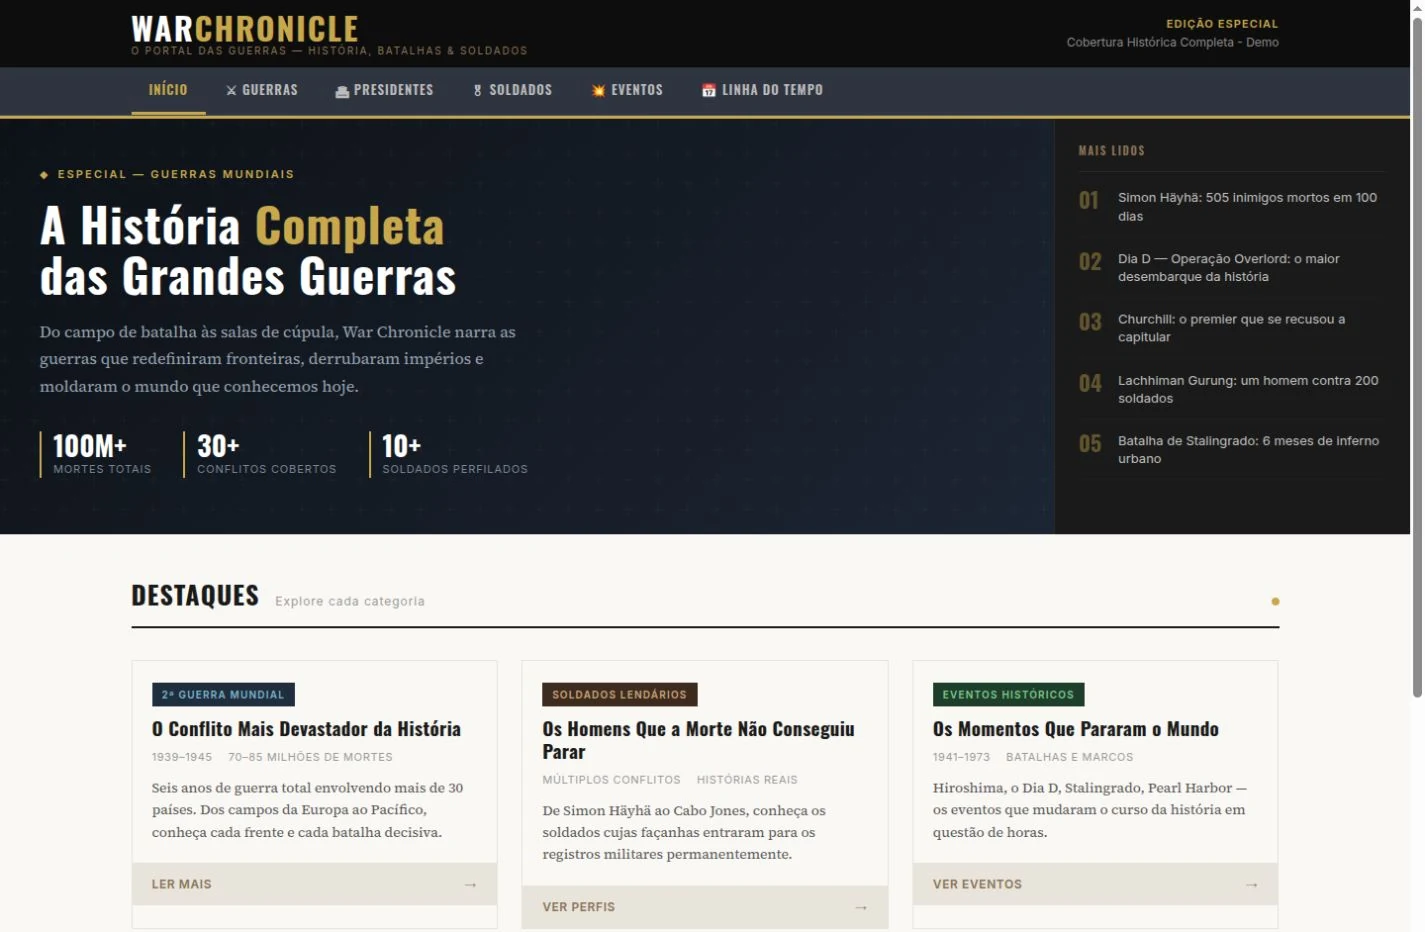 WARCHRONICLE
O PORTAL DAS GUERRAS — HISTÓRIA, BATALHAS & SOLDADOS
EDIÇÃO ESPECIAL
Cobertura Histórica Completa - Demo
INÍCIO
GUERRAS
PRESIDENTES
SOLDADOS
EVENTOS
LINHA DO TEMPO
ESPECIAL — GUERRAS MUNDIAIS
A História Completa
das Grandes Guerras
Do campo de batalha às salas de cúpula, War Chronicle narra as
guerras que redefiniram fronteiras, derrubaram impérios e
moldaram o mundo que conhecemos hoje.
100M+
MORTES TOTAIS
30+
CONFLITOS COBERTOS
10+
SOLDADOS PERFILADOS
MAIS LIDOS
01
Simon Häyhä: 505 inimigos mortos em 100
dias
02
Dia D — Operação Overlord: o maior
desembarque da história
03
Churchill: o premier que se recusou a
capitular
04
Lachhiman Gurung: um homem contra 200
soldados
05
Batalha de Stalingrado: 6 meses de inferno
urbano
DESTAQUES
Explore cada categoria
2ª GUERRA MUNDIAL
O Conflito Mais Devastador da História
1939–1945 70–85 MILHÕES DE MORTES
Seis anos de guerra total envolvendo mais de 30
países. Dos campos da Europa ao Pacífico,
conheça cada frente e cada batalha decisiva.
LER MAIS →
SOLDADOS LENDÁRIOS
Os Homens Que a Morte Não Conseguiu
Parar
MÚLTIPLOS CONFLITOS HISTÓRIAS REAIS
De Simon Häyhä ao Cabo Jones, conheça os
soldados cujas façanhas entraram para os
registros militares permanentemente.
VER PERFIS →
EVENTOS HISTÓRICOS
Os Momentos Que Pararam o Mundo
1941–1973 BATALHAS E MARCOS
Hiroshima, o Dia D, Stalingrado, Pearl Harbor —
os eventos que mudaram o curso da história em
questão de horas.
VER EVENTOS →